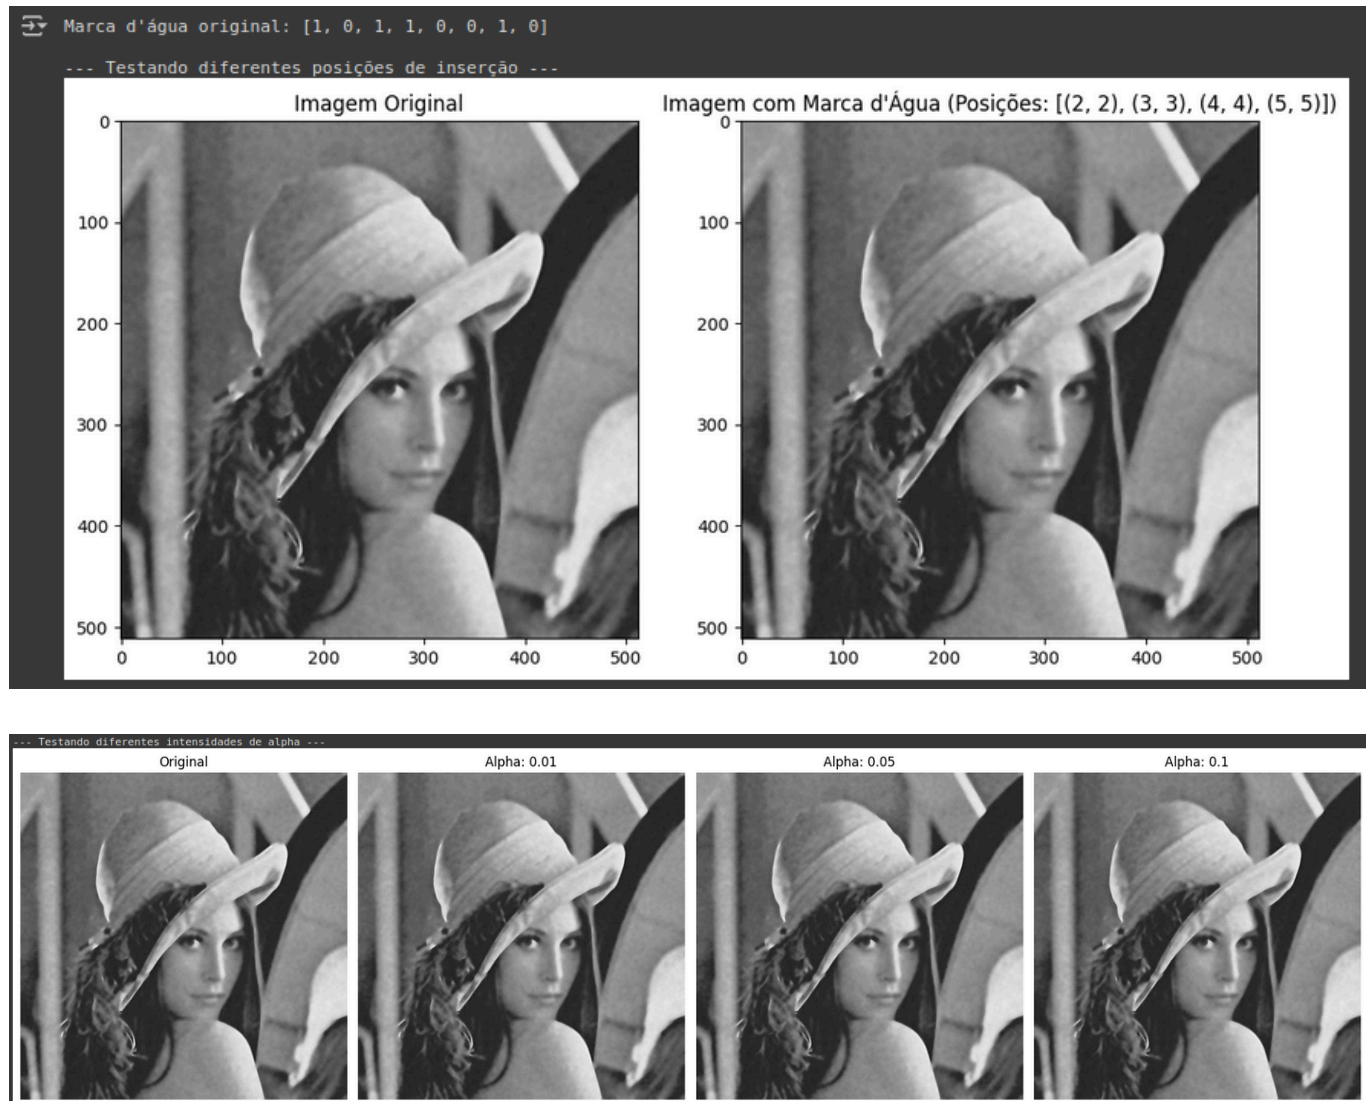 Marca d'água original: [1, 0, 1, 1, 0, 0, 1, 0]
--- Testando diferentes posições de inserção ---
Imagem Original
Imagem com Marca d'Água (Posições: [(2, 2), (3, 3), (4, 4), (5, 5)])
0
100
200
300
400
500
0 100 200 300 400 500
0
100
200
300
400
500
0 100 200 300 400 500
--- Testando diferentes intensidades de alpha ---
Original
Alpha: 0.01
Alpha: 0.05
Alpha: 0.1